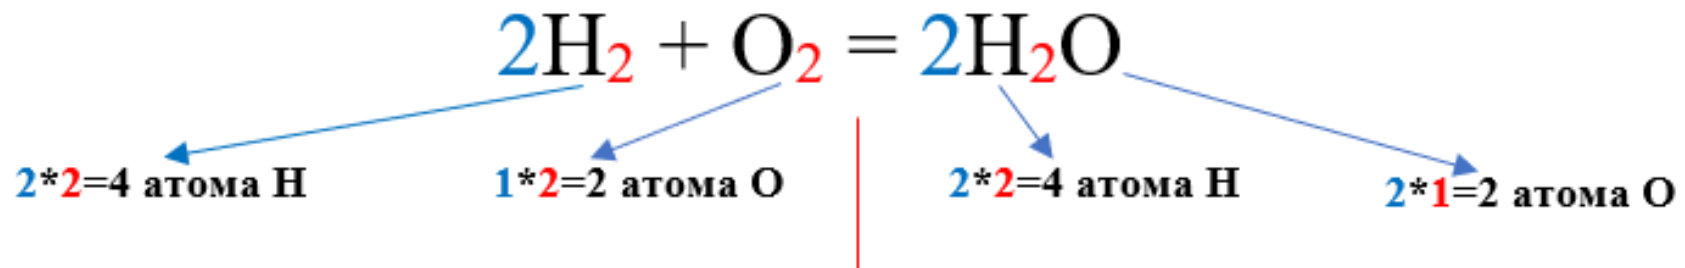 2H₂ + O₂ = 2H₂O
2*2=4 атома H
1*2=2 атома O
2*2=4 атома H
2*1=2 атома O